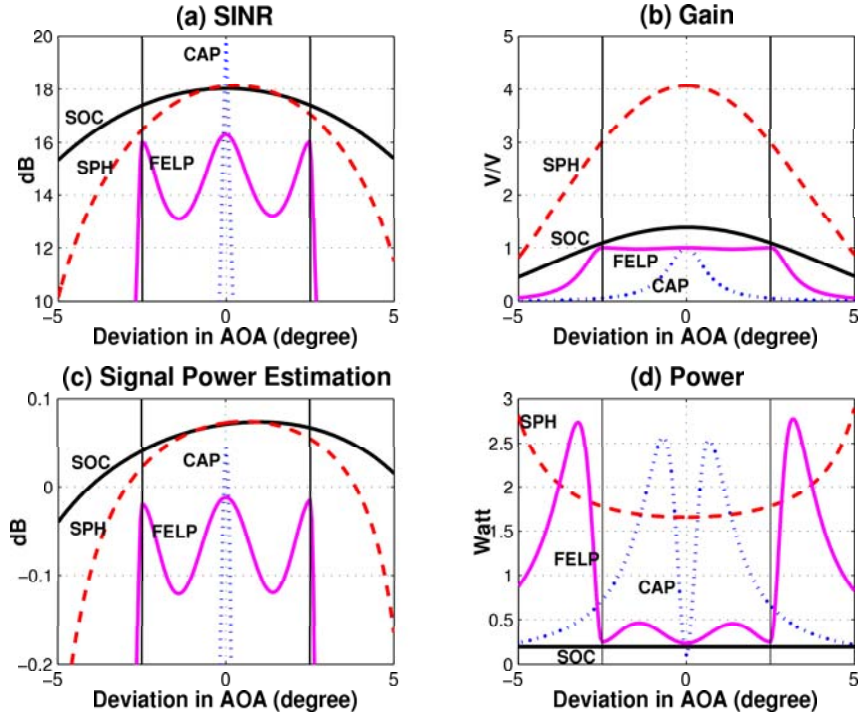 (a) SINR
20
18
16
14
12
10
dB
CAP
SOC
SPH
FELP
−5
0
5
Deviation in AOA (degree)
(b) Gain
5
4
3
2
1
0
V/V
SPH
SOC
FELP
CAP
−5
0
5
Deviation in AOA (degree)
(c) Signal Power Estimation
0.1
0
−0.1
−0.2
dB
SOC
CAP
SPH
FELP
−5
0
5
Deviation in AOA (degree)
(d) Power
3
2.5
2
1.5
1
0.5
0
Watt
SPH
FELP
CAP
SOC
−5
0
5
Deviation in AOA (degree)